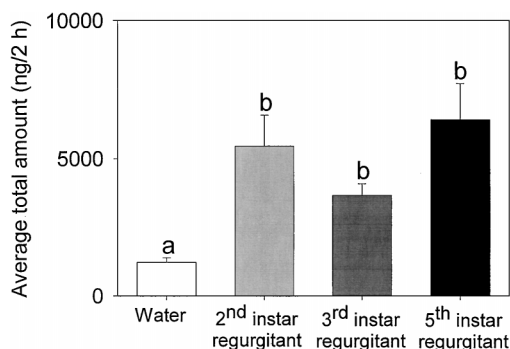 Average total amount (ng/2 h)
10000
5000
0
a
b
b
b
Water
2nd instar
regurgitant
3rd instar
regurgitant
5th instar
regurgitant